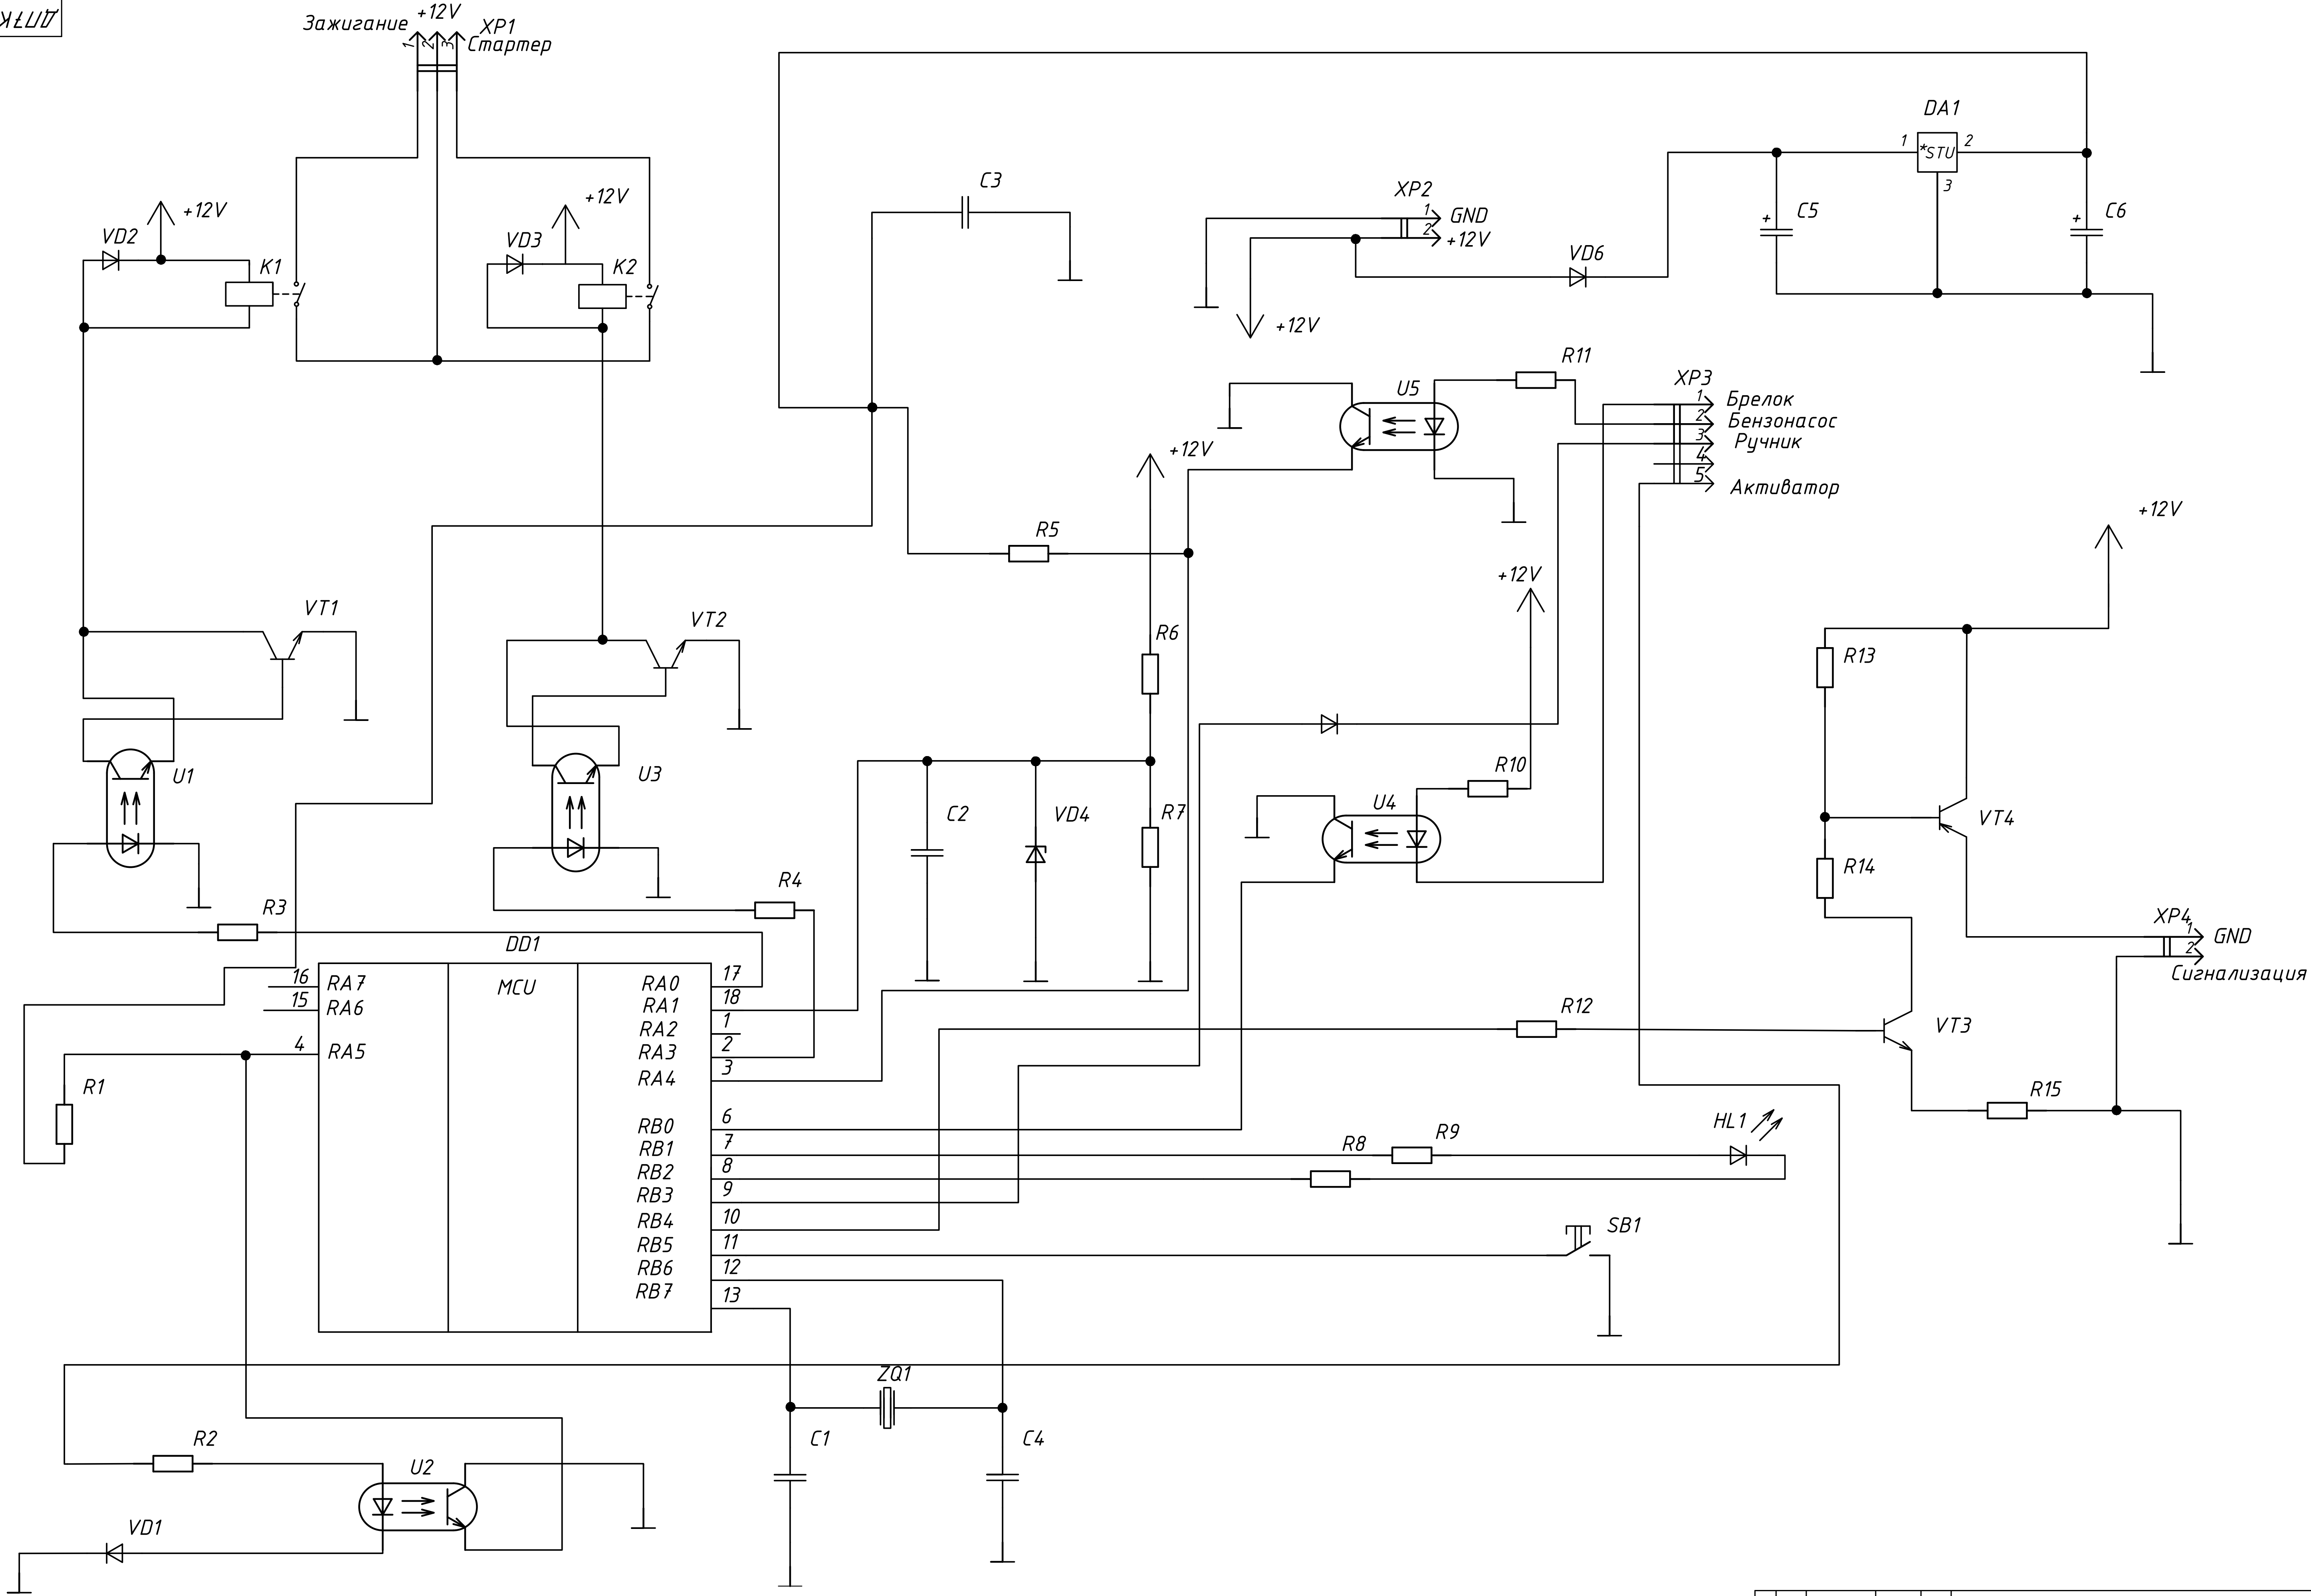 +12V
Зажигание
XP1
Стартер
1
2
3
DA1
1
*STU
2
3
C3
XP2
1
GND
2
+12V
+12V
+12V
+12V
VD2
VD3
K1
K2
VD6
C5
+
C6
+
+12V
R11
U5
XP3
1
Брелок
2
Бензонасос
3
Ручник
4
5
Активатор
+12V
R5
+12V
+12V
VT1
VT2
R6
R13
U1
U3
R10
C2
VD4
R7
U4
VT4
R14
R4
R3
XP4
1
GND
2
Сигнализация
DD1
MCU
16
RA7
15
RA6
4
RA5
RA0
17
RA1
18
RA2
1
RA3
2
RA4
3
RB0
6
RB1
7
RB2
8
RB3
9
RB4
10
RB5
11
RB6
12
RB7
13
R12
VT3
R1
R15
HL1
R8
R9
SB1
ZQ1
C1
C4
R2
U2
VD1